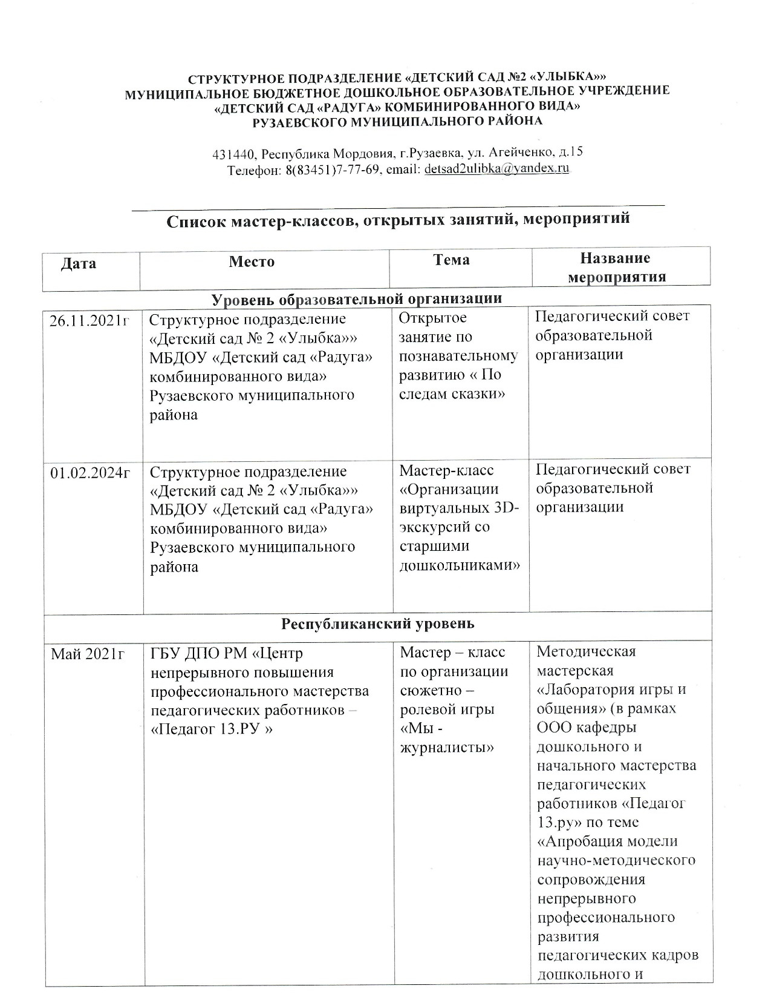 СТРУКТУРНОЕ ПОДРАЗДЕЛЕНИЕ «ДЕТСКИЙ САД №2 «УЛЫБКА»»
МУНИЦИПАЛЬНОЕ БЮДЖЕТНОЕ ДОШКОЛЬНОЕ ОБРАЗОВАТЕЛЬНОЕ УЧРЕЖДЕНИЕ
«ДЕТСКИЙ САД «РАДУГА» КОМБИНИРОВАННОГО ВИДА»
РУЗАЕВСКОГО МУНИЦИПАЛЬНОГО РАЙОНА
431440, Республика Мордовия, г.Рузаевка, ул. Агейченко, д.15
Телефон: 8(83451)7-77-69, email: detsad2ulibka@yandex.ru
Список мастер-классов, открытых занятий, мероприятий
Дата
Место
Тема
Название
мероприятия
Уровень образовательной организации
26.11.2021г
Структурное подразделение
«Детский сад № 2 «Улыбка»»
МБДОУ «Детский сад «Радуга»
комбинированного вида»
Рузаевского муниципального
района
Открытое
занятие по
познавательному
развитию « По
следам сказки»
Педагогический совет
образовательной
организации
01.02.2024г
Структурное подразделение
«Детский сад № 2 «Улыбка»»
МБДОУ «Детский сад «Радуга»
комбинированного вида»
Рузаевского муниципального
района
Мастер-класс
«Организации
виртуальных 3D-
экскурсий со
старшими
дошкольниками»
Педагогический совет
образовательной
организации
Республиканский уровень
Май 2021г
ГБУ ДПО РМ «Центр
непрерывного повышения
профессионального мастерства
педагогических работников –
«Педагог 13.РУ »
Мастер – класс
по организации
сюжетно –
ролевой игры
«Мы -
журналисты»
Методическая
мастерская
«Лаборатория игры и
общения» (в рамках
ООО кафедры
дошкольного и
начального мастерства
педагогических
работников «Педагог
13.ру» по теме
«Апробация модели
научно-методического
сопровождения
непрерывного
профессионального
развития
педагогических кадров
дошкольного и